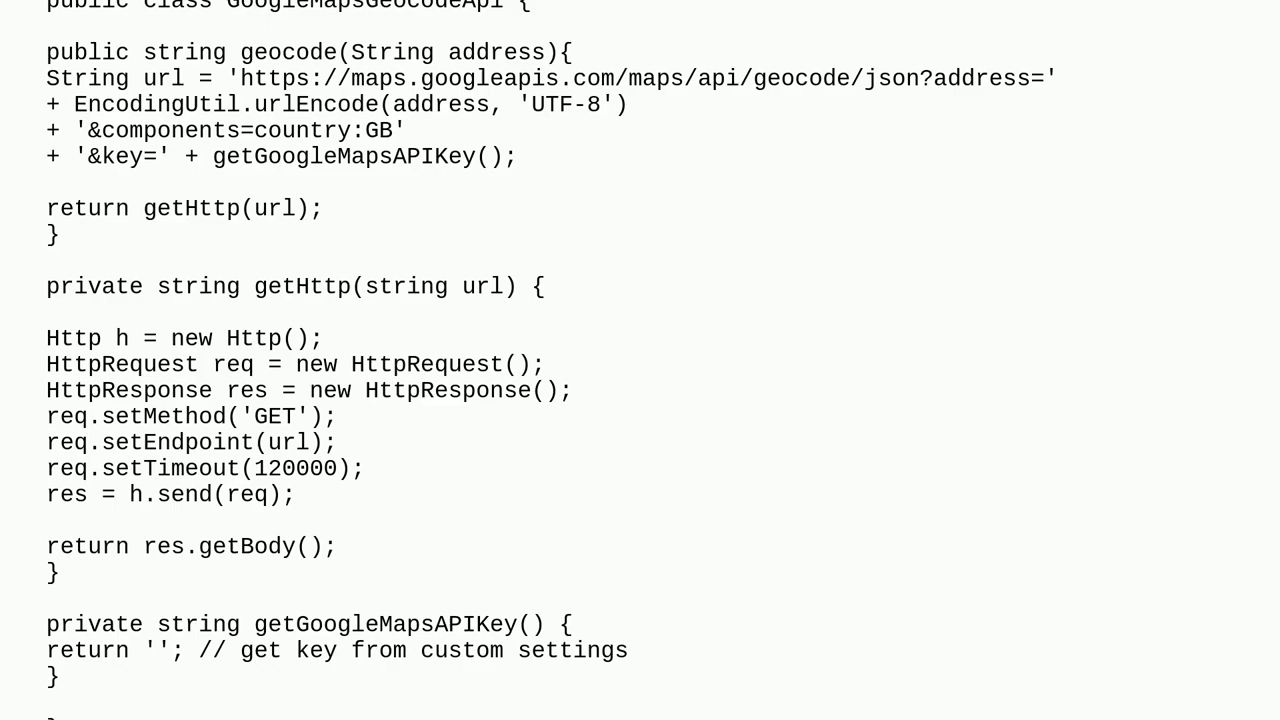 public class GoogleMapsGeocodeApi {
public string geocode(String address){
String url = 'https://maps.googleapis.com/maps/api/geocode/json?address='
+ EncodingUtil.urlEncode(address, 'UTF-8')
+ '&components=country:GB'
+ '&key=' + getGoogleMapsAPIKey();
return getHttp(url);
}
private string getHttp(string url) {
Http h = new Http();
HttpRequest req = new HttpRequest();
HttpResponse res = new HttpResponse();
req.setMethod('GET');
req.setEndpoint(url);
req.setTimeout(120000);
res = h.send(req);
return res.getBody();
}
private string getGoogleMapsAPIKey() {
return ''; // get key from custom settings
}
}